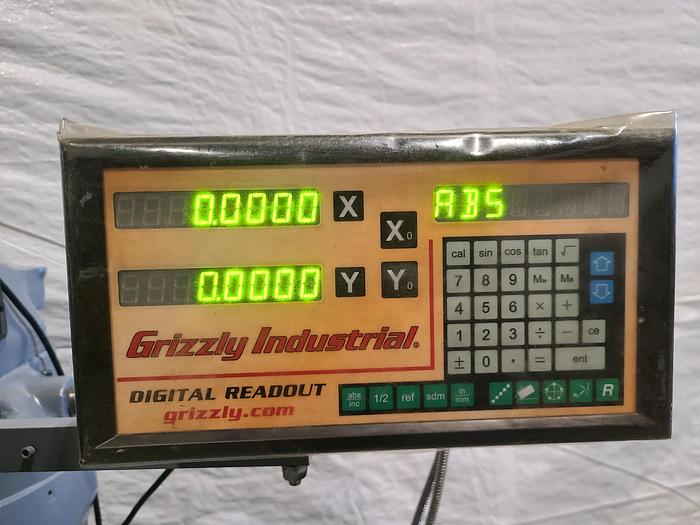 0.0000 X ABS
X0
0.0000 Y Y0
cal sin cos tan √
7 8 9
4 5 6 × +
1 2 3 ÷ − ce
± 0 . = ent
Grizzly Industrial®
DIGITAL READOUT
grizzly.com
abs inc 1/2 ref sdm in mm R